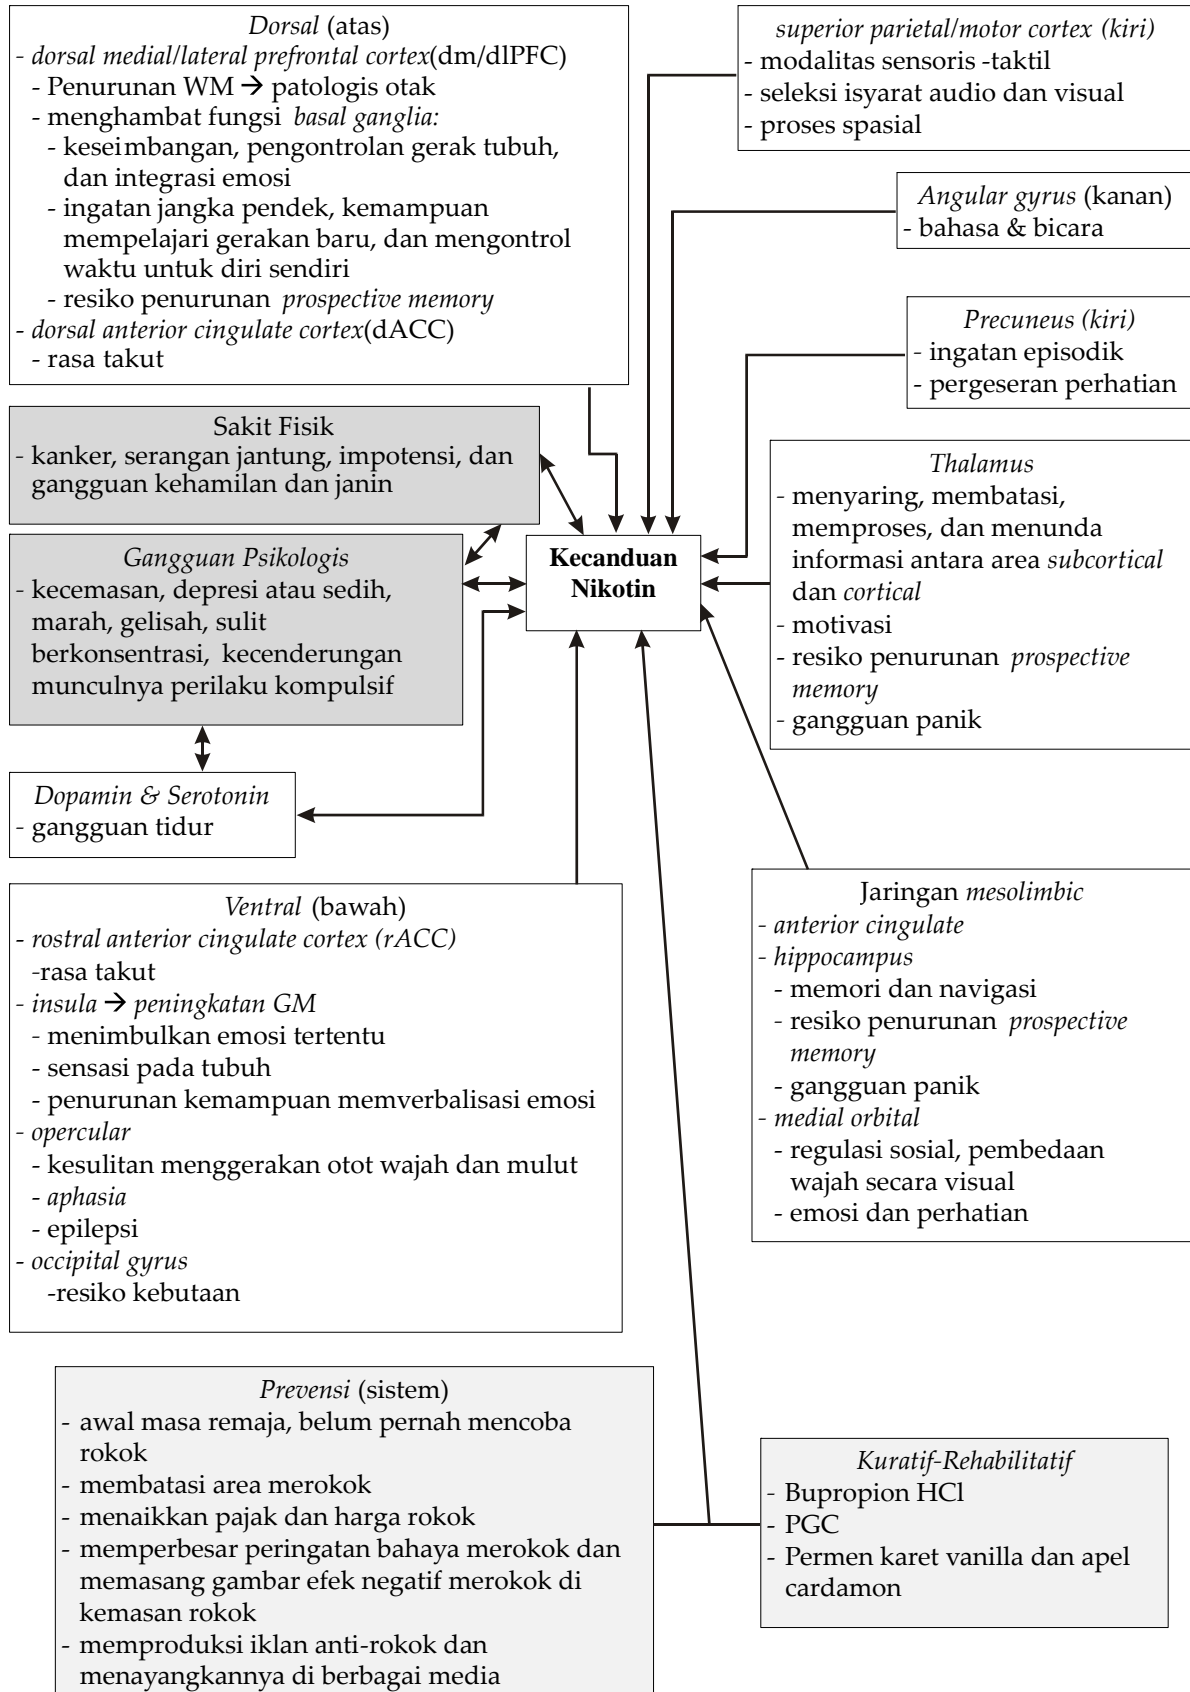 Dorsal (atas)
- dorsal medial/lateral prefrontal cortex(dm/dlPFC)
- Penurunan WM → patologis otak
- menghambat fungsi basal ganglia:
- keseimbangan, pengontrolan gerak tubuh,
dan integrasi emosi
- ingatan jangka pendek, kemampuan
mempelajari gerakan baru, dan mengontrol
waktu untuk diri sendiri
- resiko penurunan prospective memory
- dorsal anterior cingulate cortex(dACC)
- rasa takut
superior parietal/motor cortex (kiri)
- modalitas sensoris -taktil
- seleksi isyarat audio dan visual
- proses spasial
Angular gyrus (kanan)
- bahasa & bicara
Precuneus (kiri)
- ingatan episodik
- pergeseran perhatian
Sakit Fisik
- kanker, serangan jantung, impotensi, dan
gangguan kehamilan dan janin
Gangguan Psikologis
- kecemasan, depresi atau sedih,
marah, gelisah, sulit
berkonsentrasi, kecenderungan
munculnya perilaku kompulsif
Kecanduan
Nikotin
Thalamus
- menyaring, membatasi,
memproses, dan menunda
informasi antara area subcortical
dan cortical
- motivasi
- resiko penurunan prospective
memory
- gangguan panik
Dopamin & Serotonin
- gangguan tidur
Ventral (bawah)
- rostral anterior cingulate cortex (rACC)
-rasa takut
- insula → peningkatan GM
- menimbulkan emosi tertentu
- sensasi pada tubuh
- penurunan kemampuan memverbalisasi emosi
- opercular
- kesulitan menggerakan otot wajah dan mulut
- aphasia
- epilepsi
- occipital gyrus
-resiko kebutaan
Jaringan mesolimbic
- anterior cingulate
- hippocampus
- memori dan navigasi
- resiko penurunan prospective
memory
- gangguan panik
- medial orbital
- regulasi sosial, pembedaan
wajah secara visual
- emosi dan perhatian
Prevensi (sistem)
- awal masa remaja, belum pernah mencoba
rokok
- membatasi area merokok
- menaikkan pajak dan harga rokok
- memperbesar peringatan bahaya merokok dan
memasang gambar efek negatif merokok di
kemasan rokok
- memproduksi iklan anti-rokok dan
menayangkannya di berbagai media
Kuratif-Rehabilitatif
- Bupropion HCl
- PGC
- Permen karet vanilla dan apel
cardamon